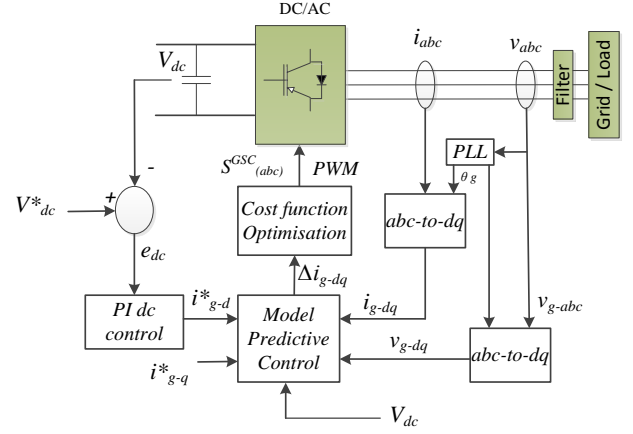 DC/AC
i_abc
v_abc
V_dc
Filter
Grid / Load
S^GSC_(abc)
PWM
PLL
θ g
-
+
V*_dc
Cost function
Optimisation
abc-to-dq
e_dc
Δi_g-dq
PI dc
control
i*_g-d
Model
Predictive
Control
i_g-dq
v_g-abc
v_g-dq
abc-to-dq
i*_g-q
V_dc